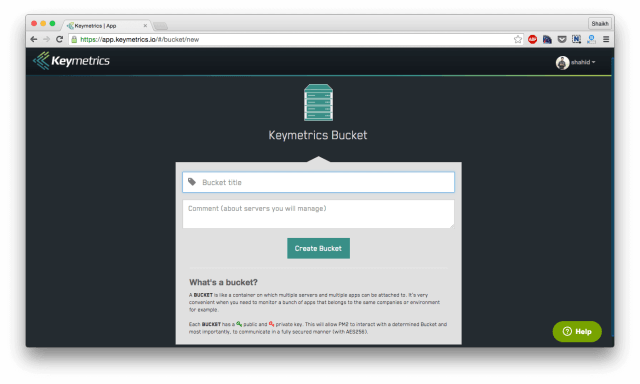 Keymetrics | App
Shaikh
https://app.keymetrics.io/#/bucket/new
Keymetrics
shahid
Keymetrics Bucket
Bucket title
Comment (about servers you will manage)
Create Bucket
What's a bucket?
A BUCKET is like a container on which multiple servers and multiple apps can be attached to. It's very
convenient when you need to monitor a bunch of apps that belongs to the same companies or environment
for example.
Each BUCKET has a public and private key. This will allow PM2 to interact with a determined Bucket and
most importantly, to communicate in a fully secured manner (with AES256).
Help